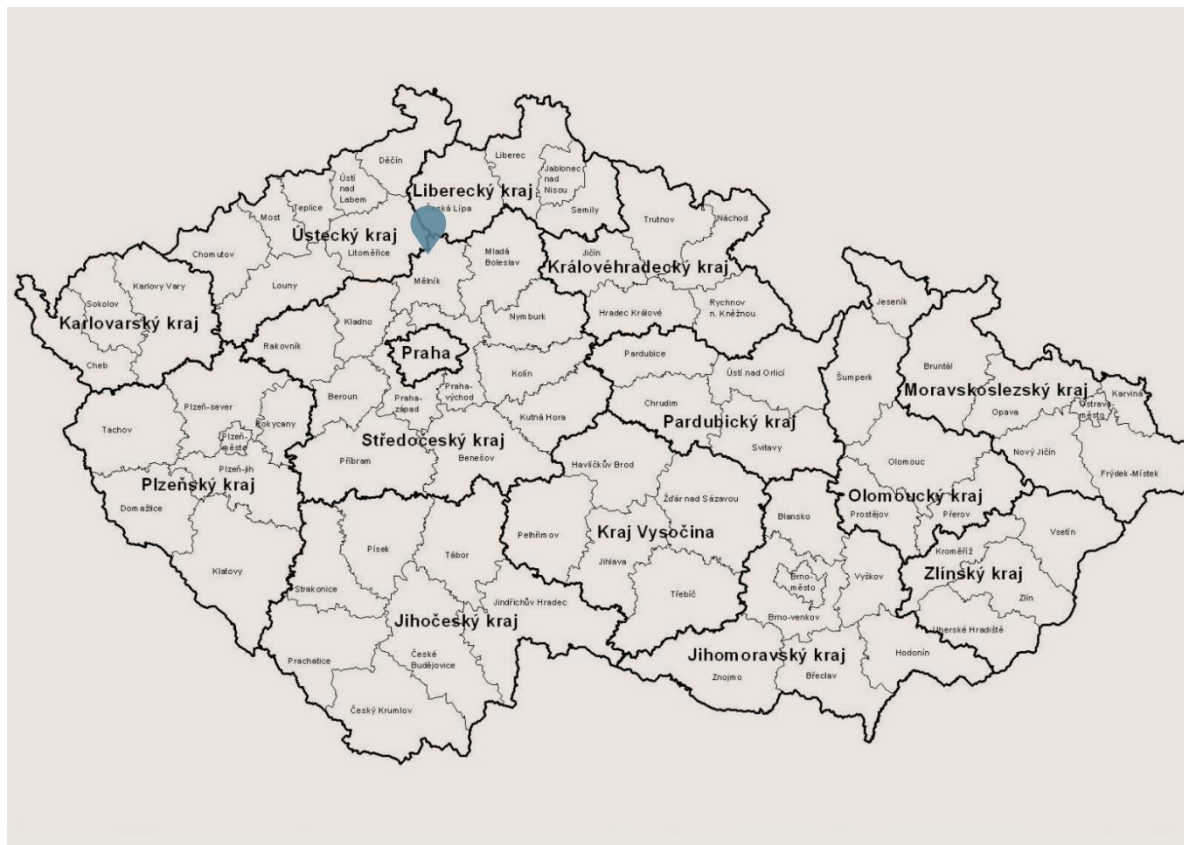 Děčín
Liberec
Ústí
nad
Labem
Jablonec
nad
Nisou
Liberecký kraj
Teplice
Česká Lípa
Semily
Most
Trutnov
Náchod
Ústecký kraj
Chomutov
Litoměřice
Mladá
Boleslav
Jičín
Královéhradecký kraj
Karlovy Vary
Louny
Mělník
Sokolov
Jeseník
Rychnov
n. Kněžnou
Karlovarský kraj
Kladno
Nymburk
Hradec Králové
Rakovník
Praha
Pardubice
Cheb
Kolín
Ústí nad Orlicí
Bruntál
Šumperk
Beroun
Praha-
západ
Praha-
východ
Moravskoslezský kraj
Karviná
Plzeň-sever
Chrudim
Opava
Ostrava-
město
Kutná Hora
Rokycany
Pardubický kraj
Tachov
Plzeň-
město
Středočeský kraj
Svitavy
Nový Jičín
Příbram
Benešov
Havlíčkův Brod
Olomouc
Plzeň-jih
Frýdek-Místek
Plzeňský kraj
Žďár nad Sázavou
Olomoucký kraj
Domažlice
Blansko
Prostějov
Přerov
Pelhřimov
Kraj Vysočina
Vsetín
Písek
Tábor
Kroměříž
Klatovy
Jihlava
Zlínský kraj
Brno-
město
Vyškov
Strakonice
Třebíč
Zlín
Jindřichův Hradec
Jihočeský kraj
Brno-venkov
Uherské Hradiště
Prachatice
České
Budějovice
Jihomoravský kraj
Hodonín
Znojmo
Břeclav
Český Krumlov